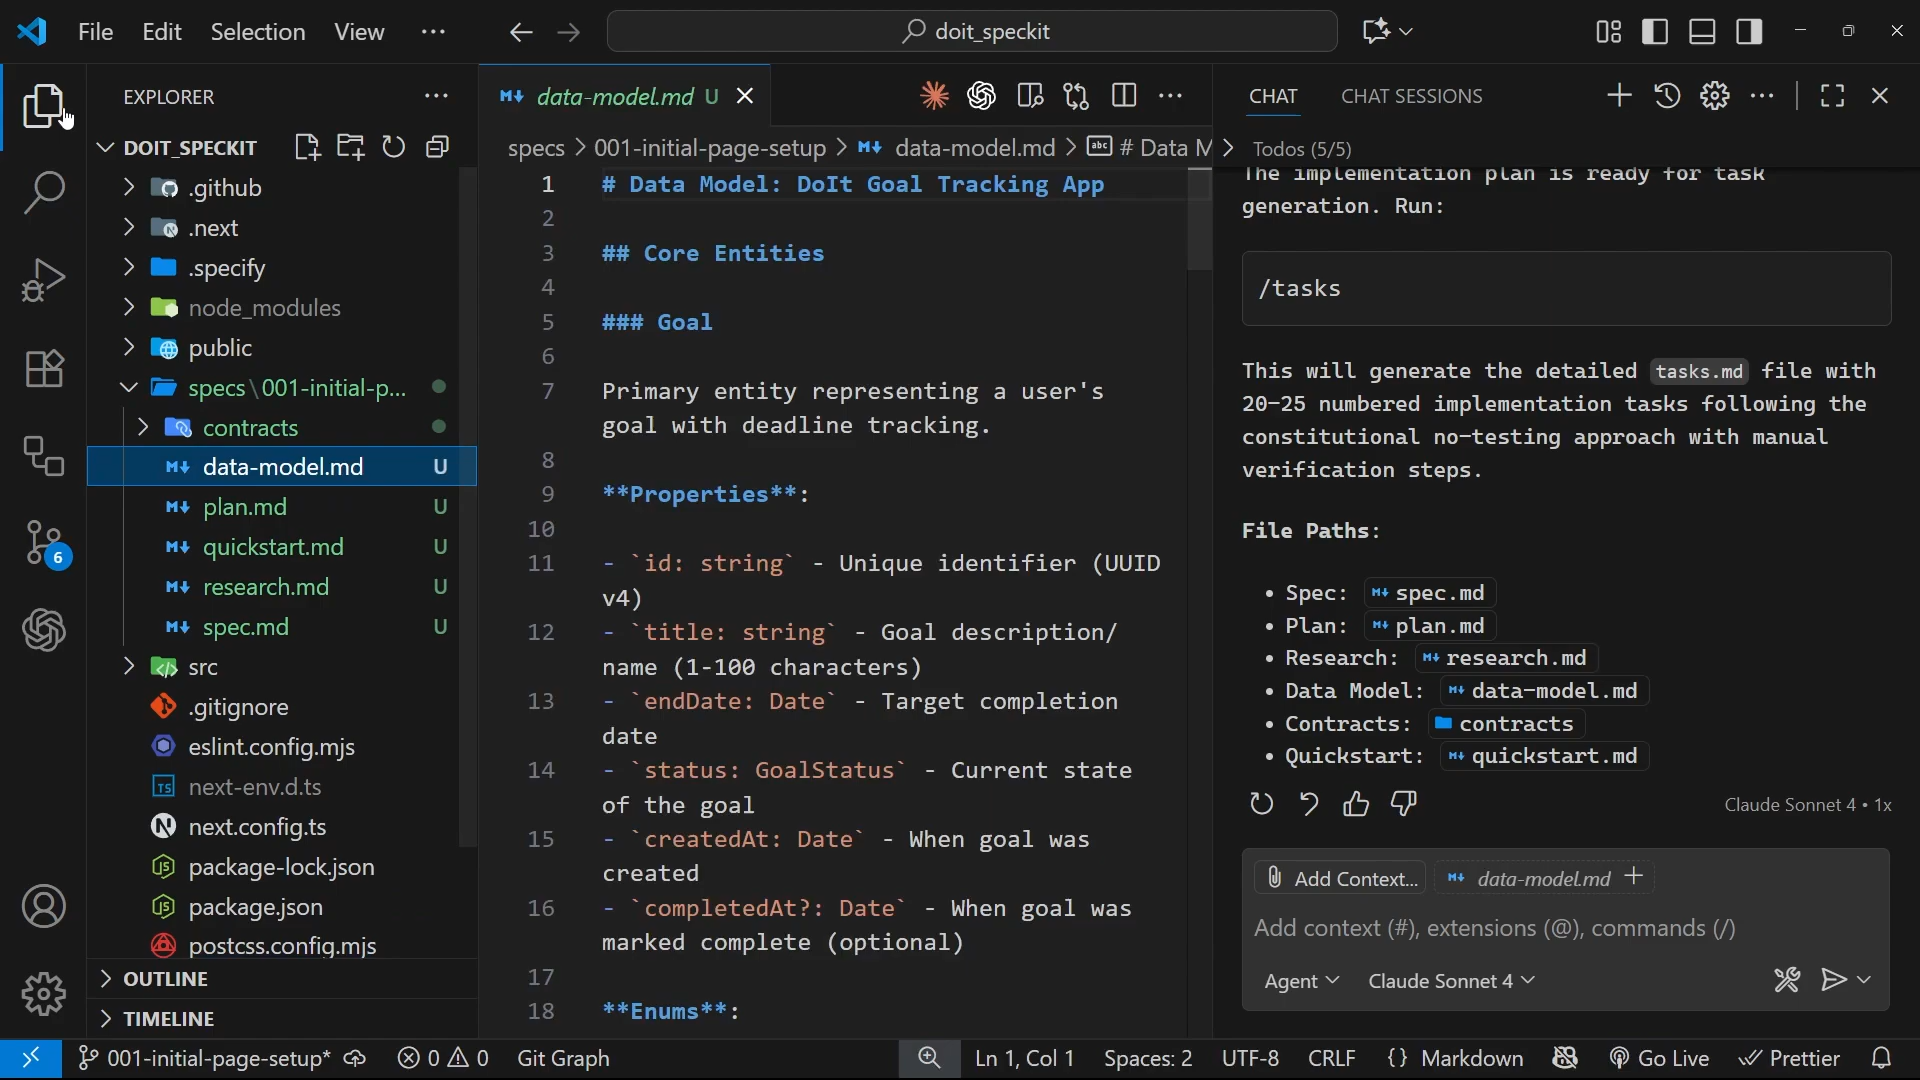 File Edit Selection View
doit_speckit
EXPLORER
DOIT_SPECKIT
.github
.next
.specify
node_modules
public
specs\001-initial-p...
contracts
data-model.md U
plan.md U
quickstart.md U
research.md U
spec.md U
src
.gitignore
eslint.config.mjs
next-env.d.ts
next.config.ts
package-lock.json
package.json
postcss.config.mjs
OUTLINE
TIMELINE
data-model.md U
specs > 001-initial-page-setup > data-model.md > # Data M
1 # Data Model: DoIt Goal Tracking App
2
3 ## Core Entities
4
5 ### Goal
6
7 Primary entity representing a user's
goal with deadline tracking.
8
9 **Properties**:
10
11 - `id: string` - Unique identifier (UUID
v4)
12 - `title: string` - Goal description/
name (1-100 characters)
13 - `endDate: Date` - Target completion
date
14 - `status: GoalStatus` - Current state
of the goal
15 - `createdAt: Date` - When goal was
created
16 - `completedAt?: Date` - When goal was
marked complete (optional)
17
18 **Enums**:
CHAT CHAT SESSIONS
Todos (5/5)
The implementation plan is ready for task
generation. Run:
/tasks
This will generate the detailed tasks.md file with
20-25 numbered implementation tasks following the
constitutional no-testing approach with manual
verification steps.
File Paths:
• Spec: spec.md
• Plan: plan.md
• Research: research.md
• Data Model: data-model.md
• Contracts: contracts
• Quickstart: quickstart.md
Claude Sonnet 4 • 1x
Add Context... data-model.md
Add context (#), extensions (@), commands (/)
Agent Claude Sonnet 4
6
001-initial-page-setup* 0 0 Git Graph Ln 1, Col 1 Spaces: 2 UTF-8 CRLF {} Markdown Go Live Prettier